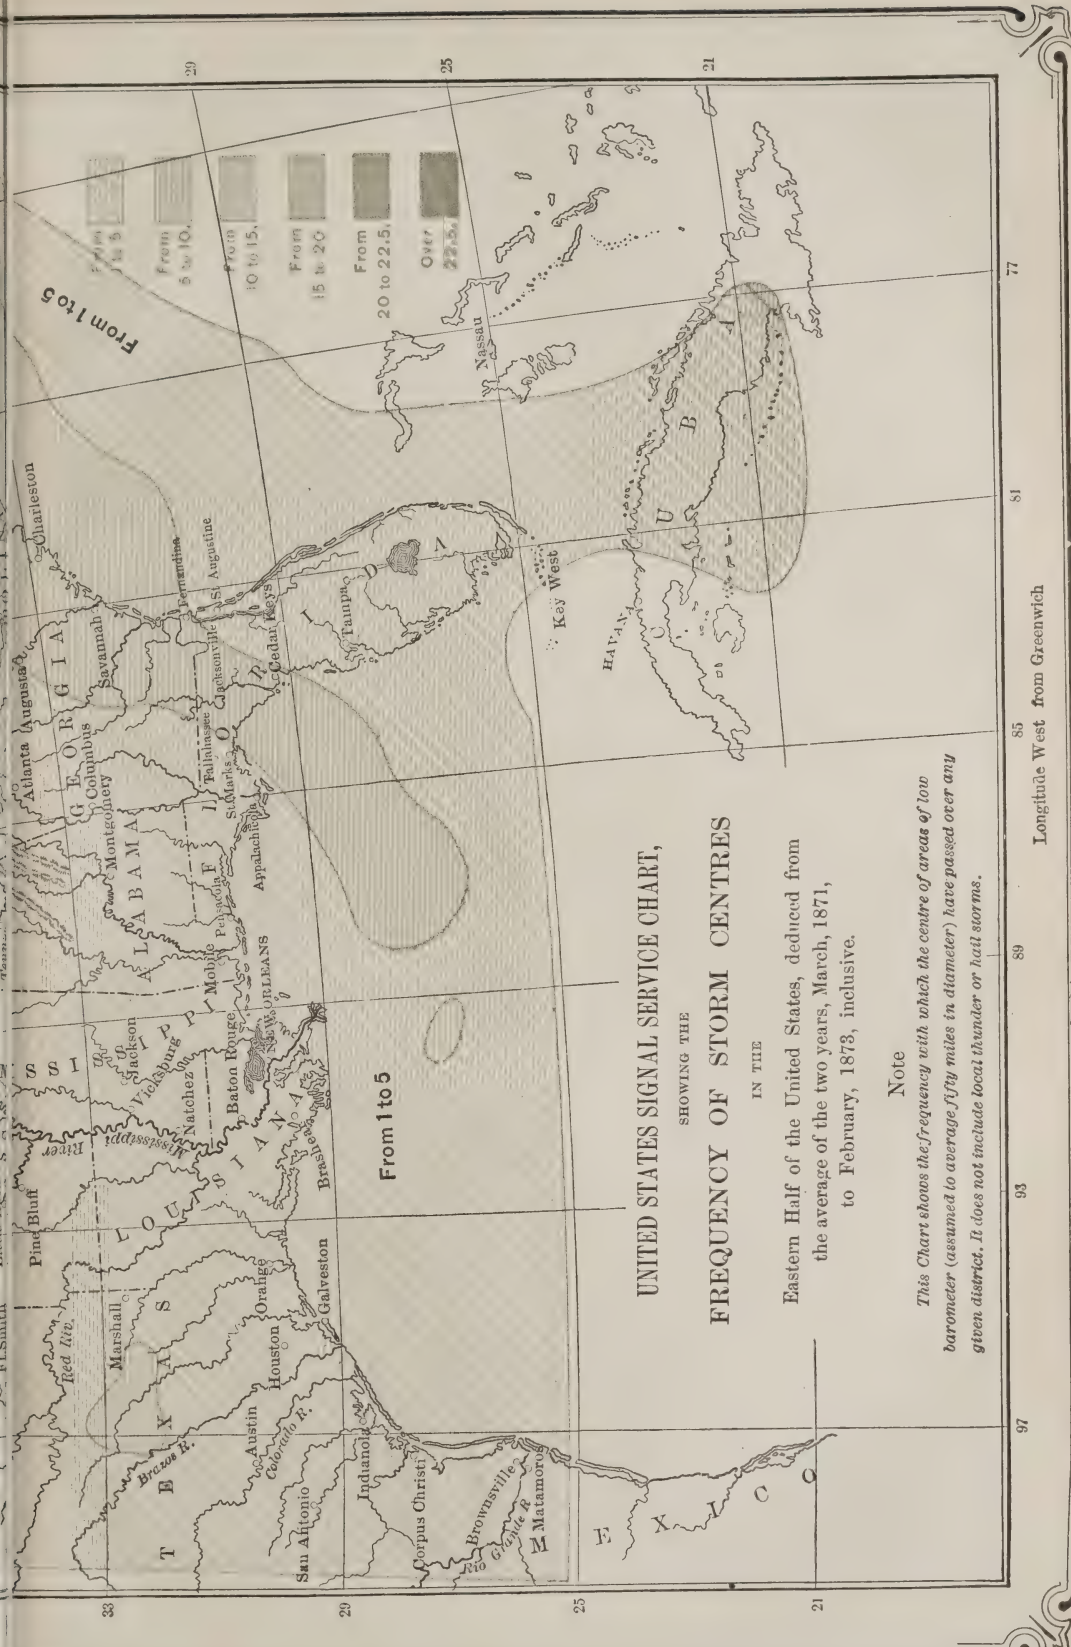 UNITED STATES SIGNAL SERVICE CHART,
SHOWING THE
FREQUENCY OF STORM CENTRES
IN THE
Eastern Half of the United States, deduced from
the average of the two years, March, 1871,
to February, 1873, inclusive.
Note
This Chart shows the frequency with which the centre of areas of low
barometer (assumed to average fifty miles in diameter) have passed over any
given district. It does not include local thunder or hail storms.
Longitude West from Greenwich
97
93
89
85
81
77
33
29
25
21
29
25
21
From
1 to 5.
From
5 to 10.
From
10 to 15.
From
15 to 20
From
20 to 22.5.
Over
22.5.
From 1 to 5
From 1 to 5
Ft. Smith
Pine Bluff
Mississippi
River
Red Riv.
Marshall
LOUISIANA
Natchez
Vicksburg
Jackson
ISSIPPI
ALABAMA
Montgomery
Columbus
GEORGIA
Atlanta
Augusta
Savannah
Charleston
TEXAS
Brazos R.
Austin
Colorado R.
Houston
Orange
Galveston
San Antonio
Indianola
Corpus Christi
Brownsville
Rio Grande R
Matamoros
MEXICO
Baton Rouge
NEW ORLEANS
Brashear
Mobile
Pensacola
Appalachicola
St. Marks
Tallahassee
FLORIDA
Jacksonville
Fernandina
St Augustine
Cedar Keys
Tampa
Key West
Nassau
HAVANA
CUBA